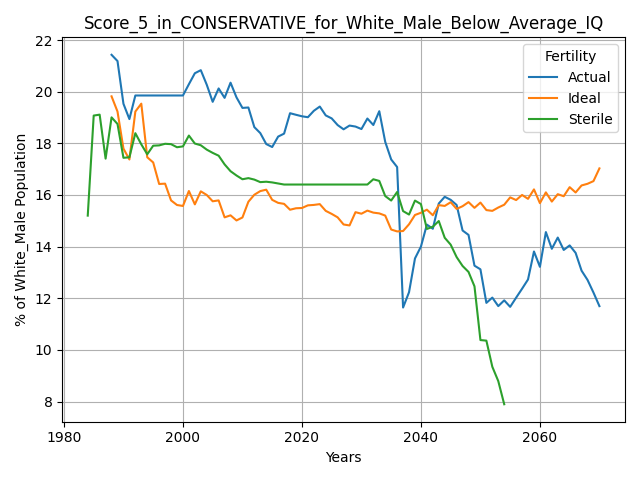 Score_5_in_CONSERVATIVE_for_White_Male_Below_Average_IQ
% of White_Male Population
22
20
18
16
14
12
10
8
Fertility
Actual
Ideal
Sterile
1980
2000
2020
2040
2060
Years